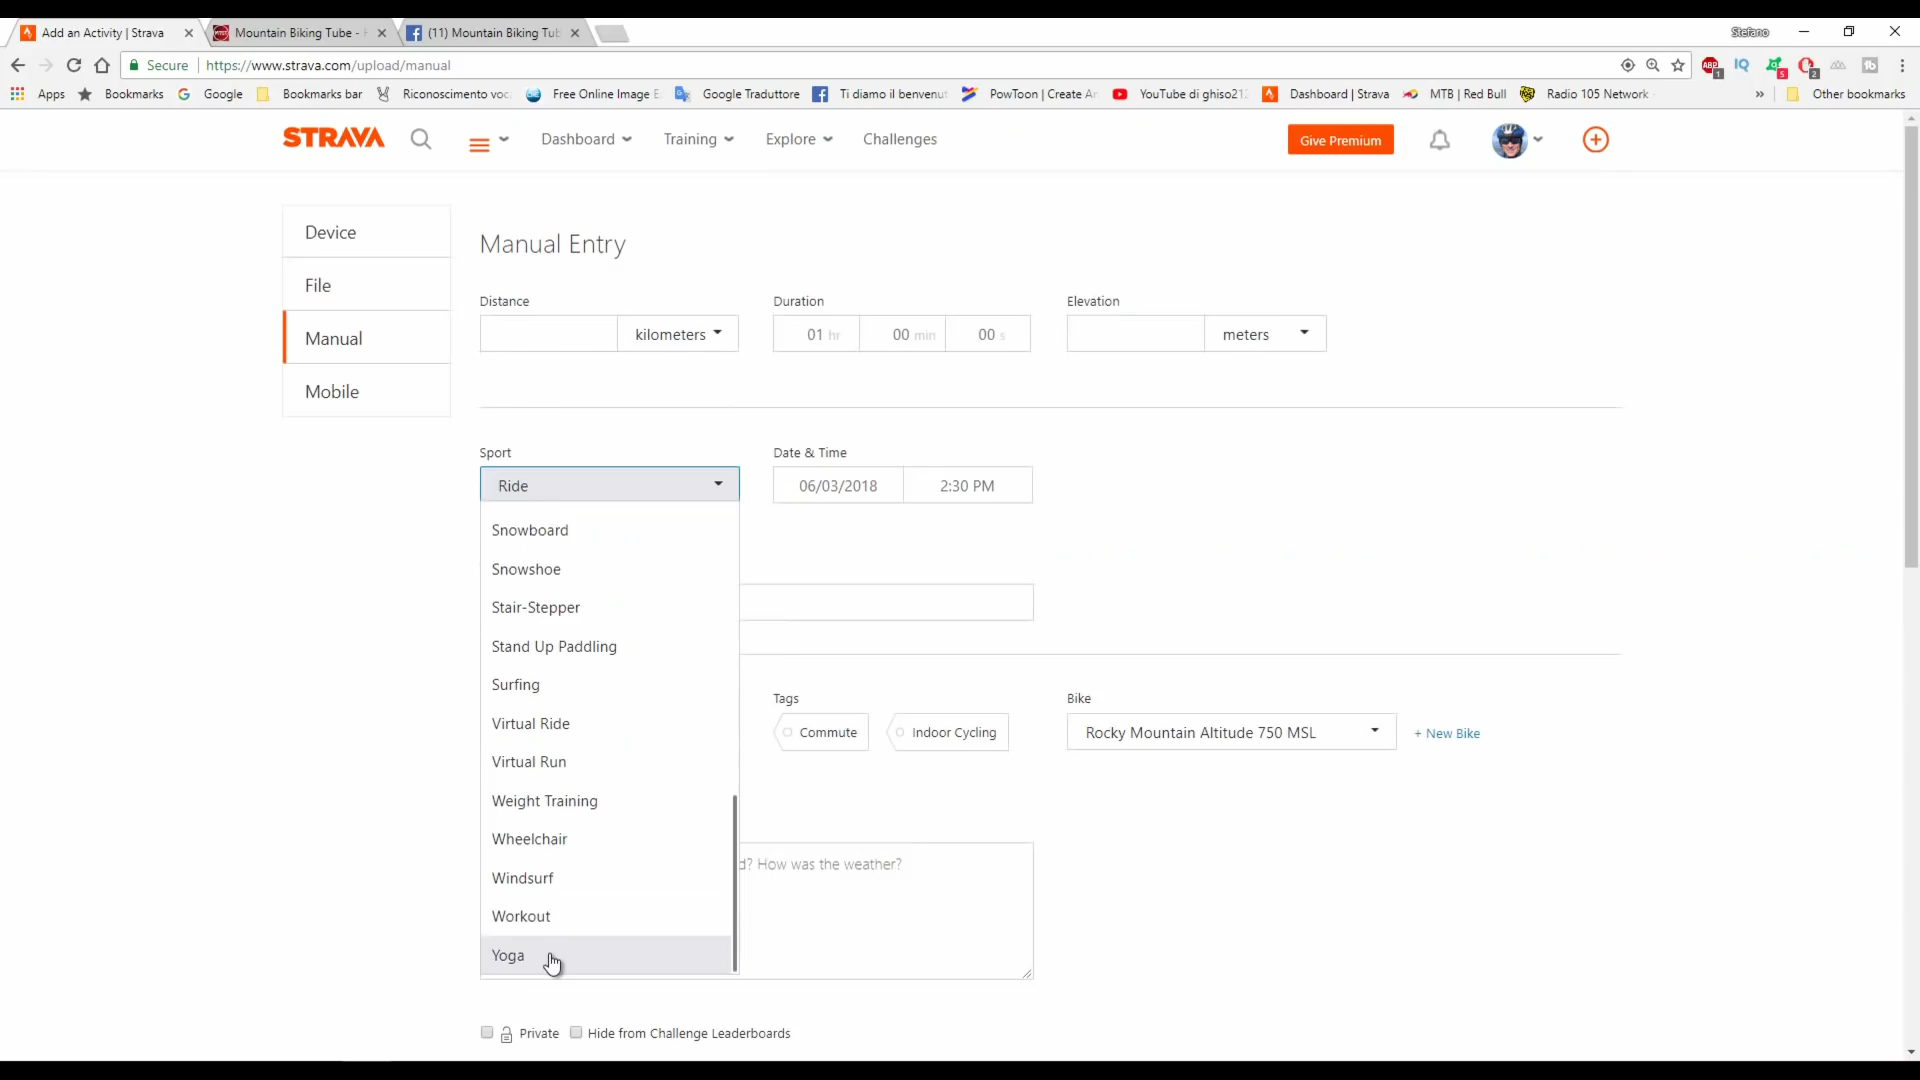 Add an Activity | Strava
Mountain Biking Tube -
(11) Mountain Biking Tub
Stefano
Secure https://www.strava.com/upload/manual
Apps Bookmarks Google Bookmarks bar Riconoscimento voc Free Online Image E Google Traduttore Ti diamo il benvenut PowToon | Create An YouTube di ghiso21 Dashboard | Strava MTB | Red Bull Radio 105 Network » Other bookmarks
STRAVA Dashboard Training Explore Challenges Give Premium
Device
File
Manual
Mobile
Manual Entry
Distance Duration Elevation
kilometers 01 hr 00 min 00 s meters
Sport Date & Time
Ride 06/03/2018 2:30 PM
Snowboard
Snowshoe
Stair-Stepper
Stand Up Paddling
Surfing
Virtual Ride
Virtual Run
Weight Training
Wheelchair
Windsurf
Workout
Yoga
Tags Bike
Commute Indoor Cycling Rocky Mountain Altitude 750 MSL + New Bike
d? How was the weather?
Private Hide from Challenge Leaderboards